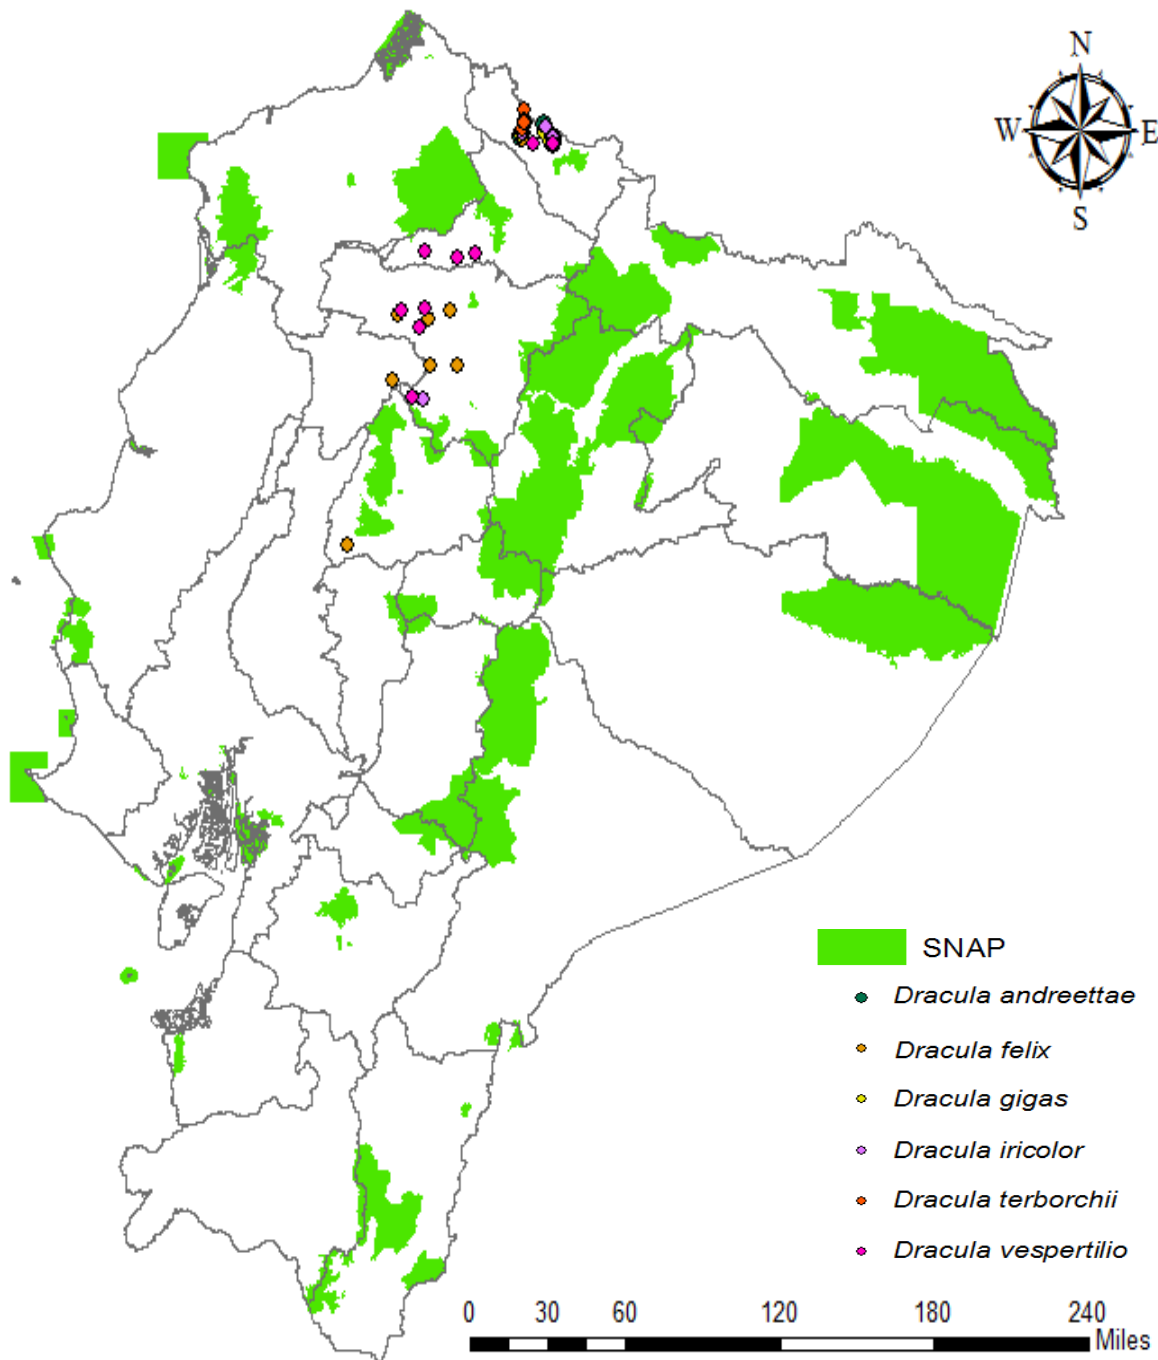 N
W E
S
SNAP
Dracula andreettae
Dracula felix
Dracula gigas
Dracula iricolor
Dracula terborchii
Dracula vespertilio
0 30 60 120 180 240
Miles